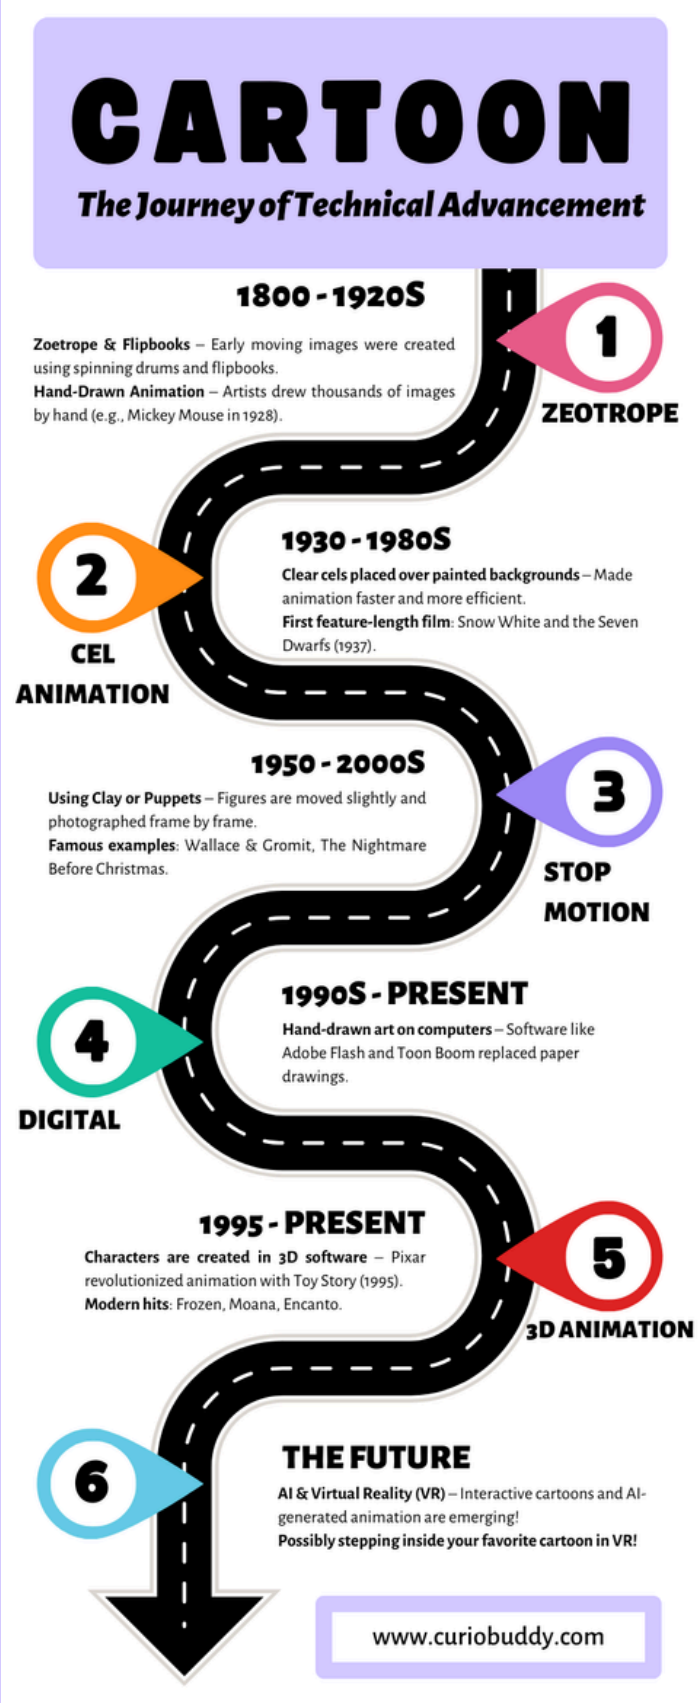 CARTOON
The Journey of Technical Advancement
1800 - 1920S
Zoetrope & Flipbooks – Early moving images were created
using spinning drums and flipbooks.
Hand-Drawn Animation – Artists drew thousands of images
by hand (e.g., Mickey Mouse in 1928).
1
ZEOTROPE
2
CEL
ANIMATION
1930 - 1980S
Clear cels placed over painted backgrounds – Made
animation faster and more efficient.
First feature-length film: Snow White and the Seven
Dwarfs (1937).
1950 - 2000S
Using Clay or Puppets – Figures are moved slightly and
photographed frame by frame.
Famous examples: Wallace & Gromit, The Nightmare
Before Christmas.
3
STOP
MOTION
4
DIGITAL
1990S - PRESENT
Hand-drawn art on computers – Software like
Adobe Flash and Toon Boom replaced paper
drawings.
1995 - PRESENT
Characters are created in 3D software – Pixar
revolutionized animation with Toy Story (1995).
Modern hits: Frozen, Moana, Encanto.
5
3D ANIMATION
6
THE FUTURE
AI & Virtual Reality (VR) – Interactive cartoons and AI-
generated animation are emerging!
Possibly stepping inside your favorite cartoon in VR!
www.curiobuddy.com